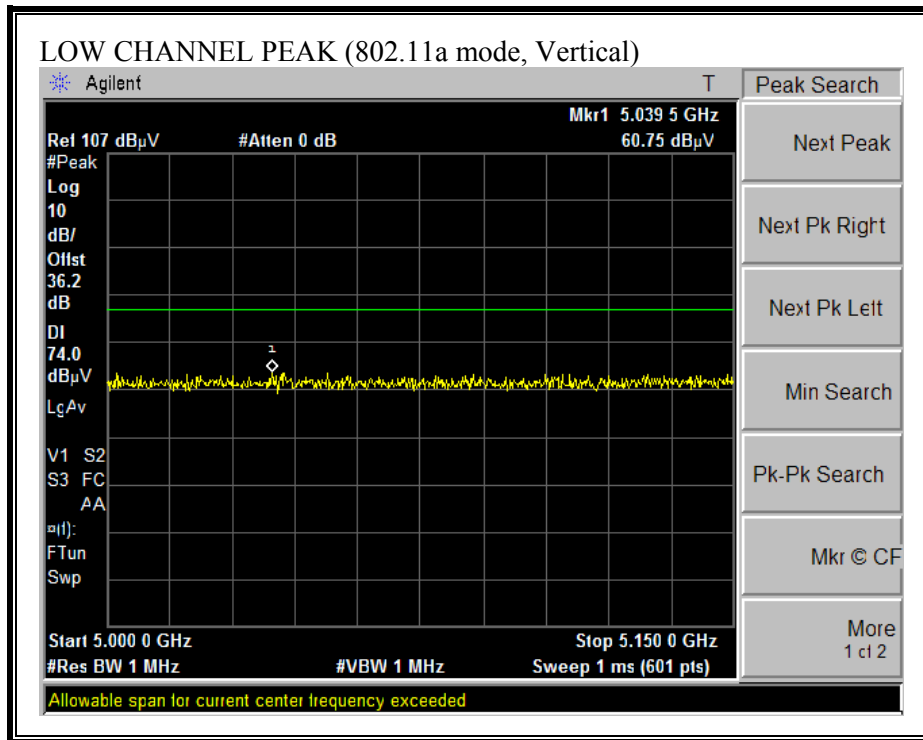 LOW CHANNEL PEAK (802.11a mode, Vertical)
Agilent T
Peak Search
Mkr1 5.039 5 GHz
Ref 107 dBµV #Atten 0 dB 60.75 dBµV
#Peak
Log
10
dB/
Offst
36.2
dB
DI
74.0
dBµV
LgAv
V1 S2
S3 FC
AA
¤(f):
FTun
Swp
1
Start 5.000 0 GHz Stop 5.150 0 GHz
#Res BW 1 MHz #VBW 1 MHz Sweep 1 ms (601 pts)
Allowable span for current center frequency exceeded
Next Peak
Next Pk Right
Next Pk Left
Min Search
Pk-Pk Search
Mkr © CF
More
1 of 2